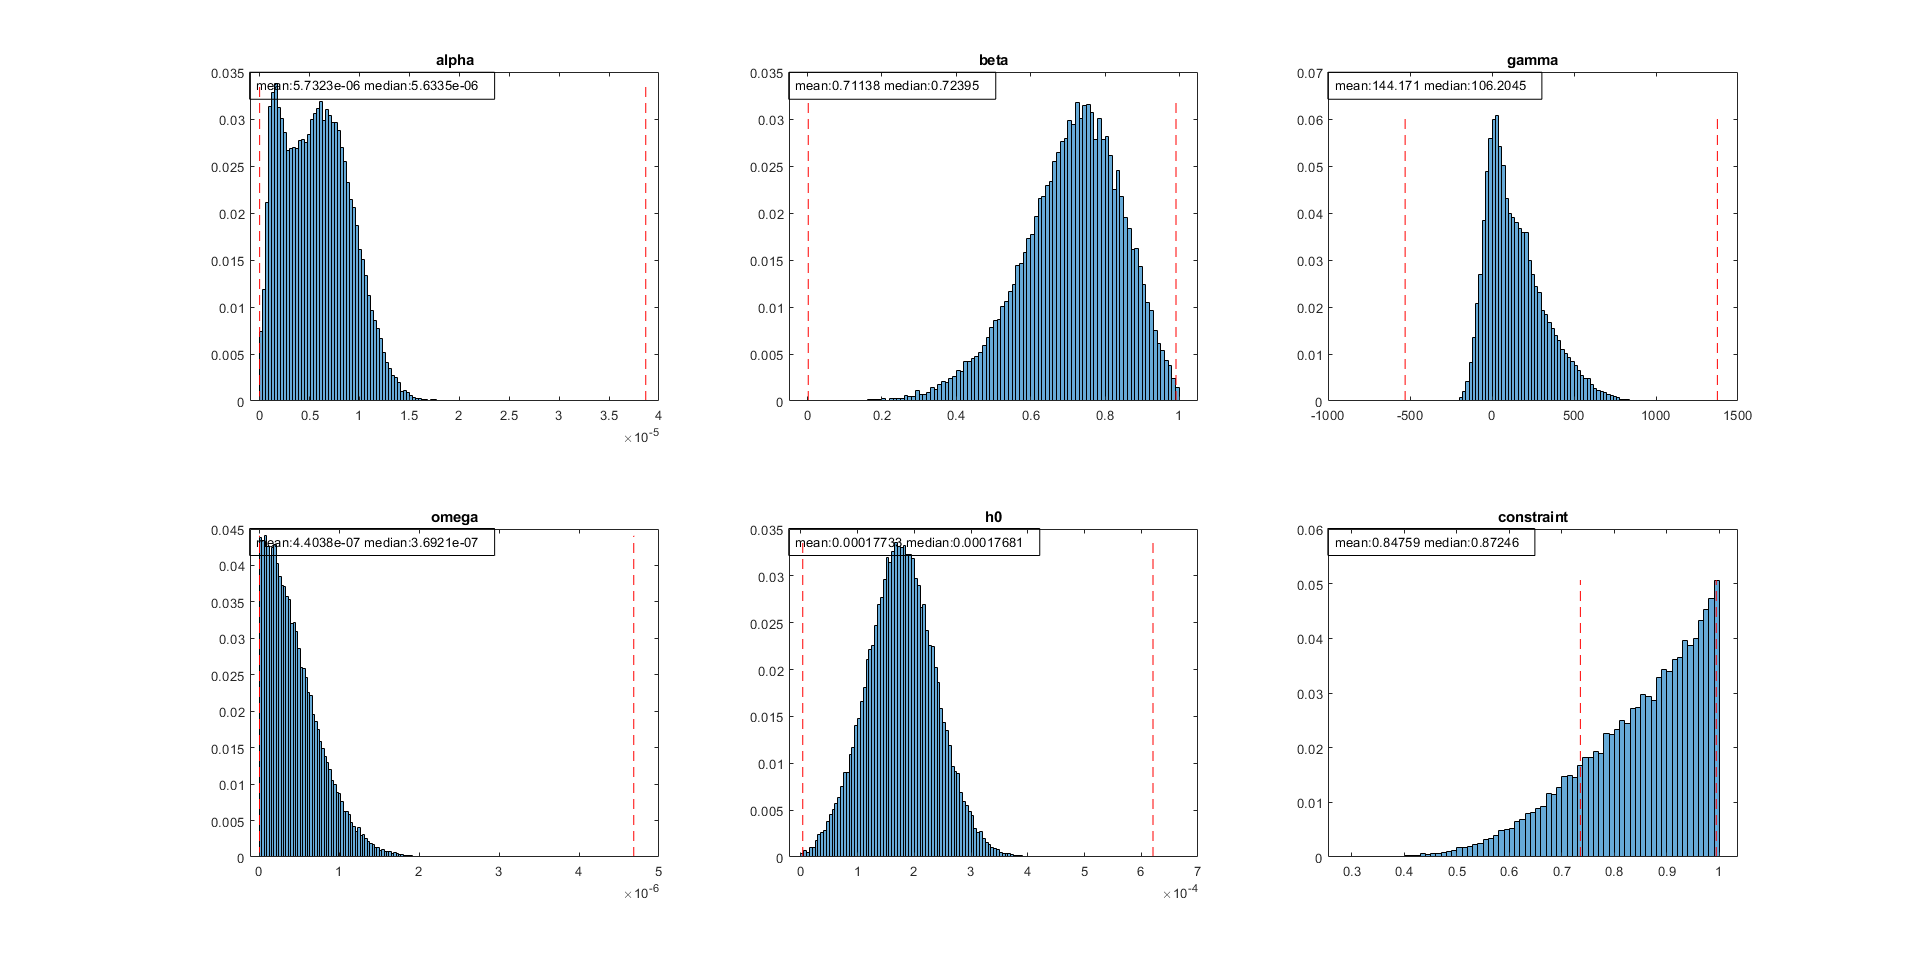 alpha
mean:5.7323e-06 median:5.6335e-06
0.035
0.03
0.025
0.02
0.015
0.01
0.005
0
0 0.5 1 1.5 2 2.5 3 3.5 4
×10-5
beta
mean:0.71138 median:0.72395
0.035
0.03
0.025
0.02
0.015
0.01
0.005
0
0 0.2 0.4 0.6 0.8 1
gamma
mean:144.171 median:106.2045
0.07
0.06
0.05
0.04
0.03
0.02
0.01
0
-1000 -500 0 500 1000 1500
omega
mean:4.4038e-07 median:3.6921e-07
0.045
0.04
0.035
0.03
0.025
0.02
0.015
0.01
0.005
0
0 1 2 3 4 5
×10-6
h0
mean:0.00017733 median:0.00017681
0.035
0.03
0.025
0.02
0.015
0.01
0.005
0
0 1 2 3 4 5 6 7
×10-4
constraint
mean:0.84759 median:0.87246
0.06
0.05
0.04
0.03
0.02
0.01
0
0.3 0.4 0.5 0.6 0.7 0.8 0.9 1